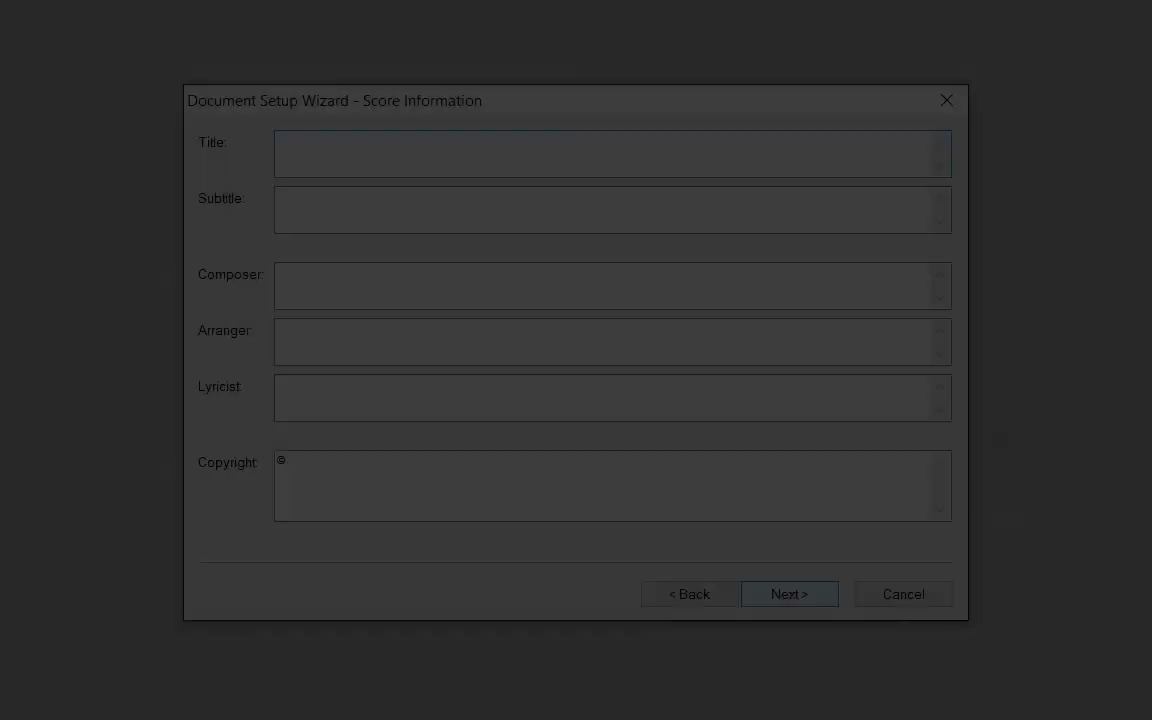 Document Setup Wizard - Score Information
Title:
Subtitle:
Composer:
Arranger:
Lyricist:
Copyright: ©
< Back Next > Cancel